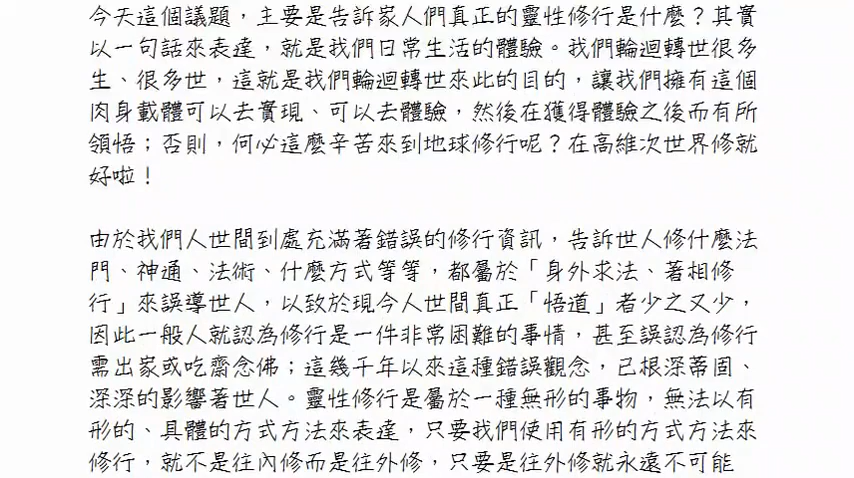 今天這個議題，主要是告訴家人們真正的靈性修行是什麼？其實
以一句話來表達，就是我們日常生活的體驗。我們輪迴轉世很多
生、很多世，這就是我們輪迴轉世來此的目的，讓我們擁有這個
肉身載體可以去實現、可以去體驗，然後在獲得體驗之後而有所
領悟；否則，何必這麼辛苦來到地球修行呢？在高維次世界修就
好啦！
由於我們人世間到處充滿著錯誤的修行資訊，告訴世人修什麼法
門、神通、法術、什麼方式等等，都屬於「身外求法、著相修
行」來誤導世人，以致於現今人世間真正「悟道」者少之又少，
因此一般人就認為修行是一件非常困難的事情，甚至誤認為修行
需出家或吃齋念佛；這幾千年以來這種錯誤觀念，已根深蒂固、
深深的影響著世人。靈性修行是屬於一種無形的事物，無法以有
形的、具體的方式方法來表達，只要我們使用有形的方式方法來
修行，就不是往內修而是往外修，只要是往外修就永遠不可能